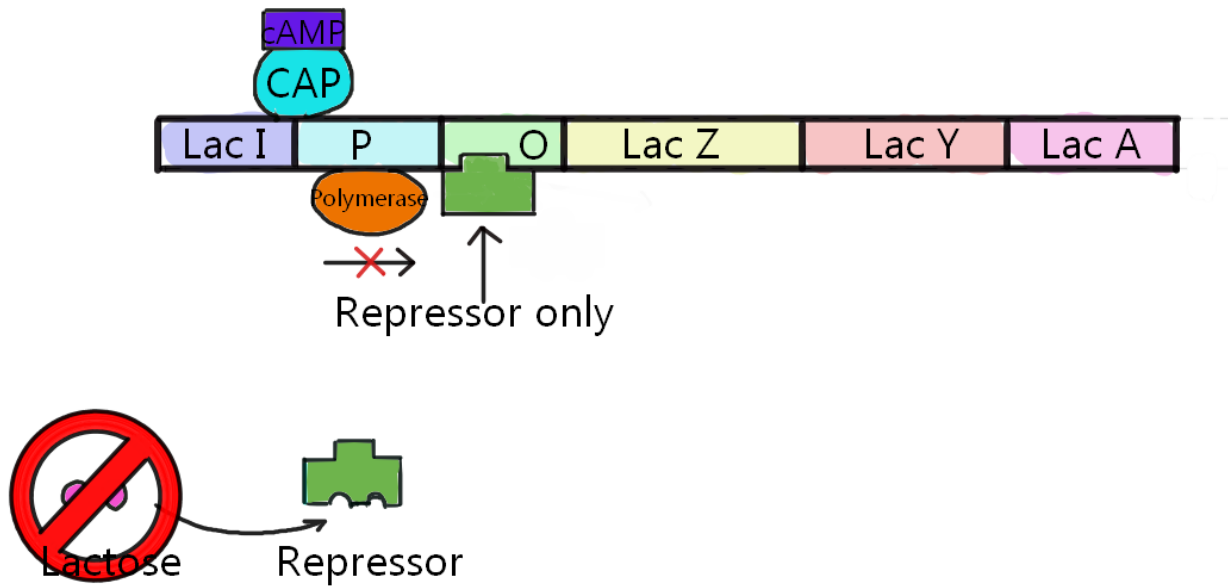 cAMP
CAP
Lac I P O Lac Z Lac Y Lac A
Polymerase
Repressor only
Lactose Repressor